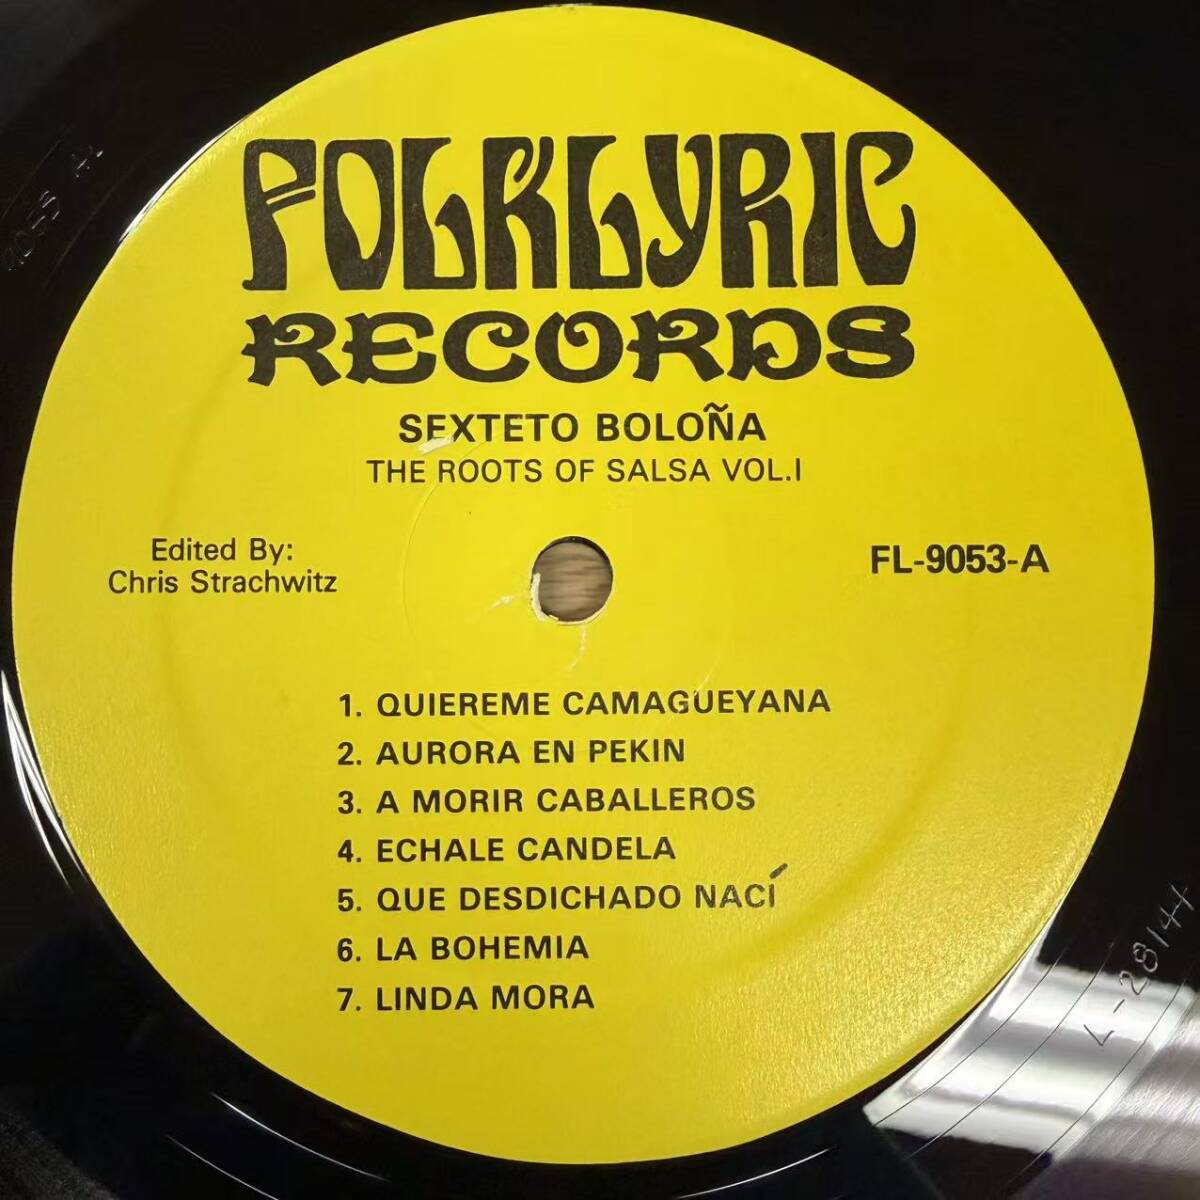 FOLKLYRIC
RECORDS
SEXTETO BOLOÑA
THE ROOTS OF SALSA VOL.I
Edited By:
Chris Strachwitz
FL-9053-A
1. QUIEREME CAMAGUEYANA
2. AURORA EN PEKIN
3. A MORIR CABALLEROS
4. ECHALE CANDELA
5. QUE DESDICHADO NACÍ
6. LA BOHEMIA
7. LINDA MORA
9053